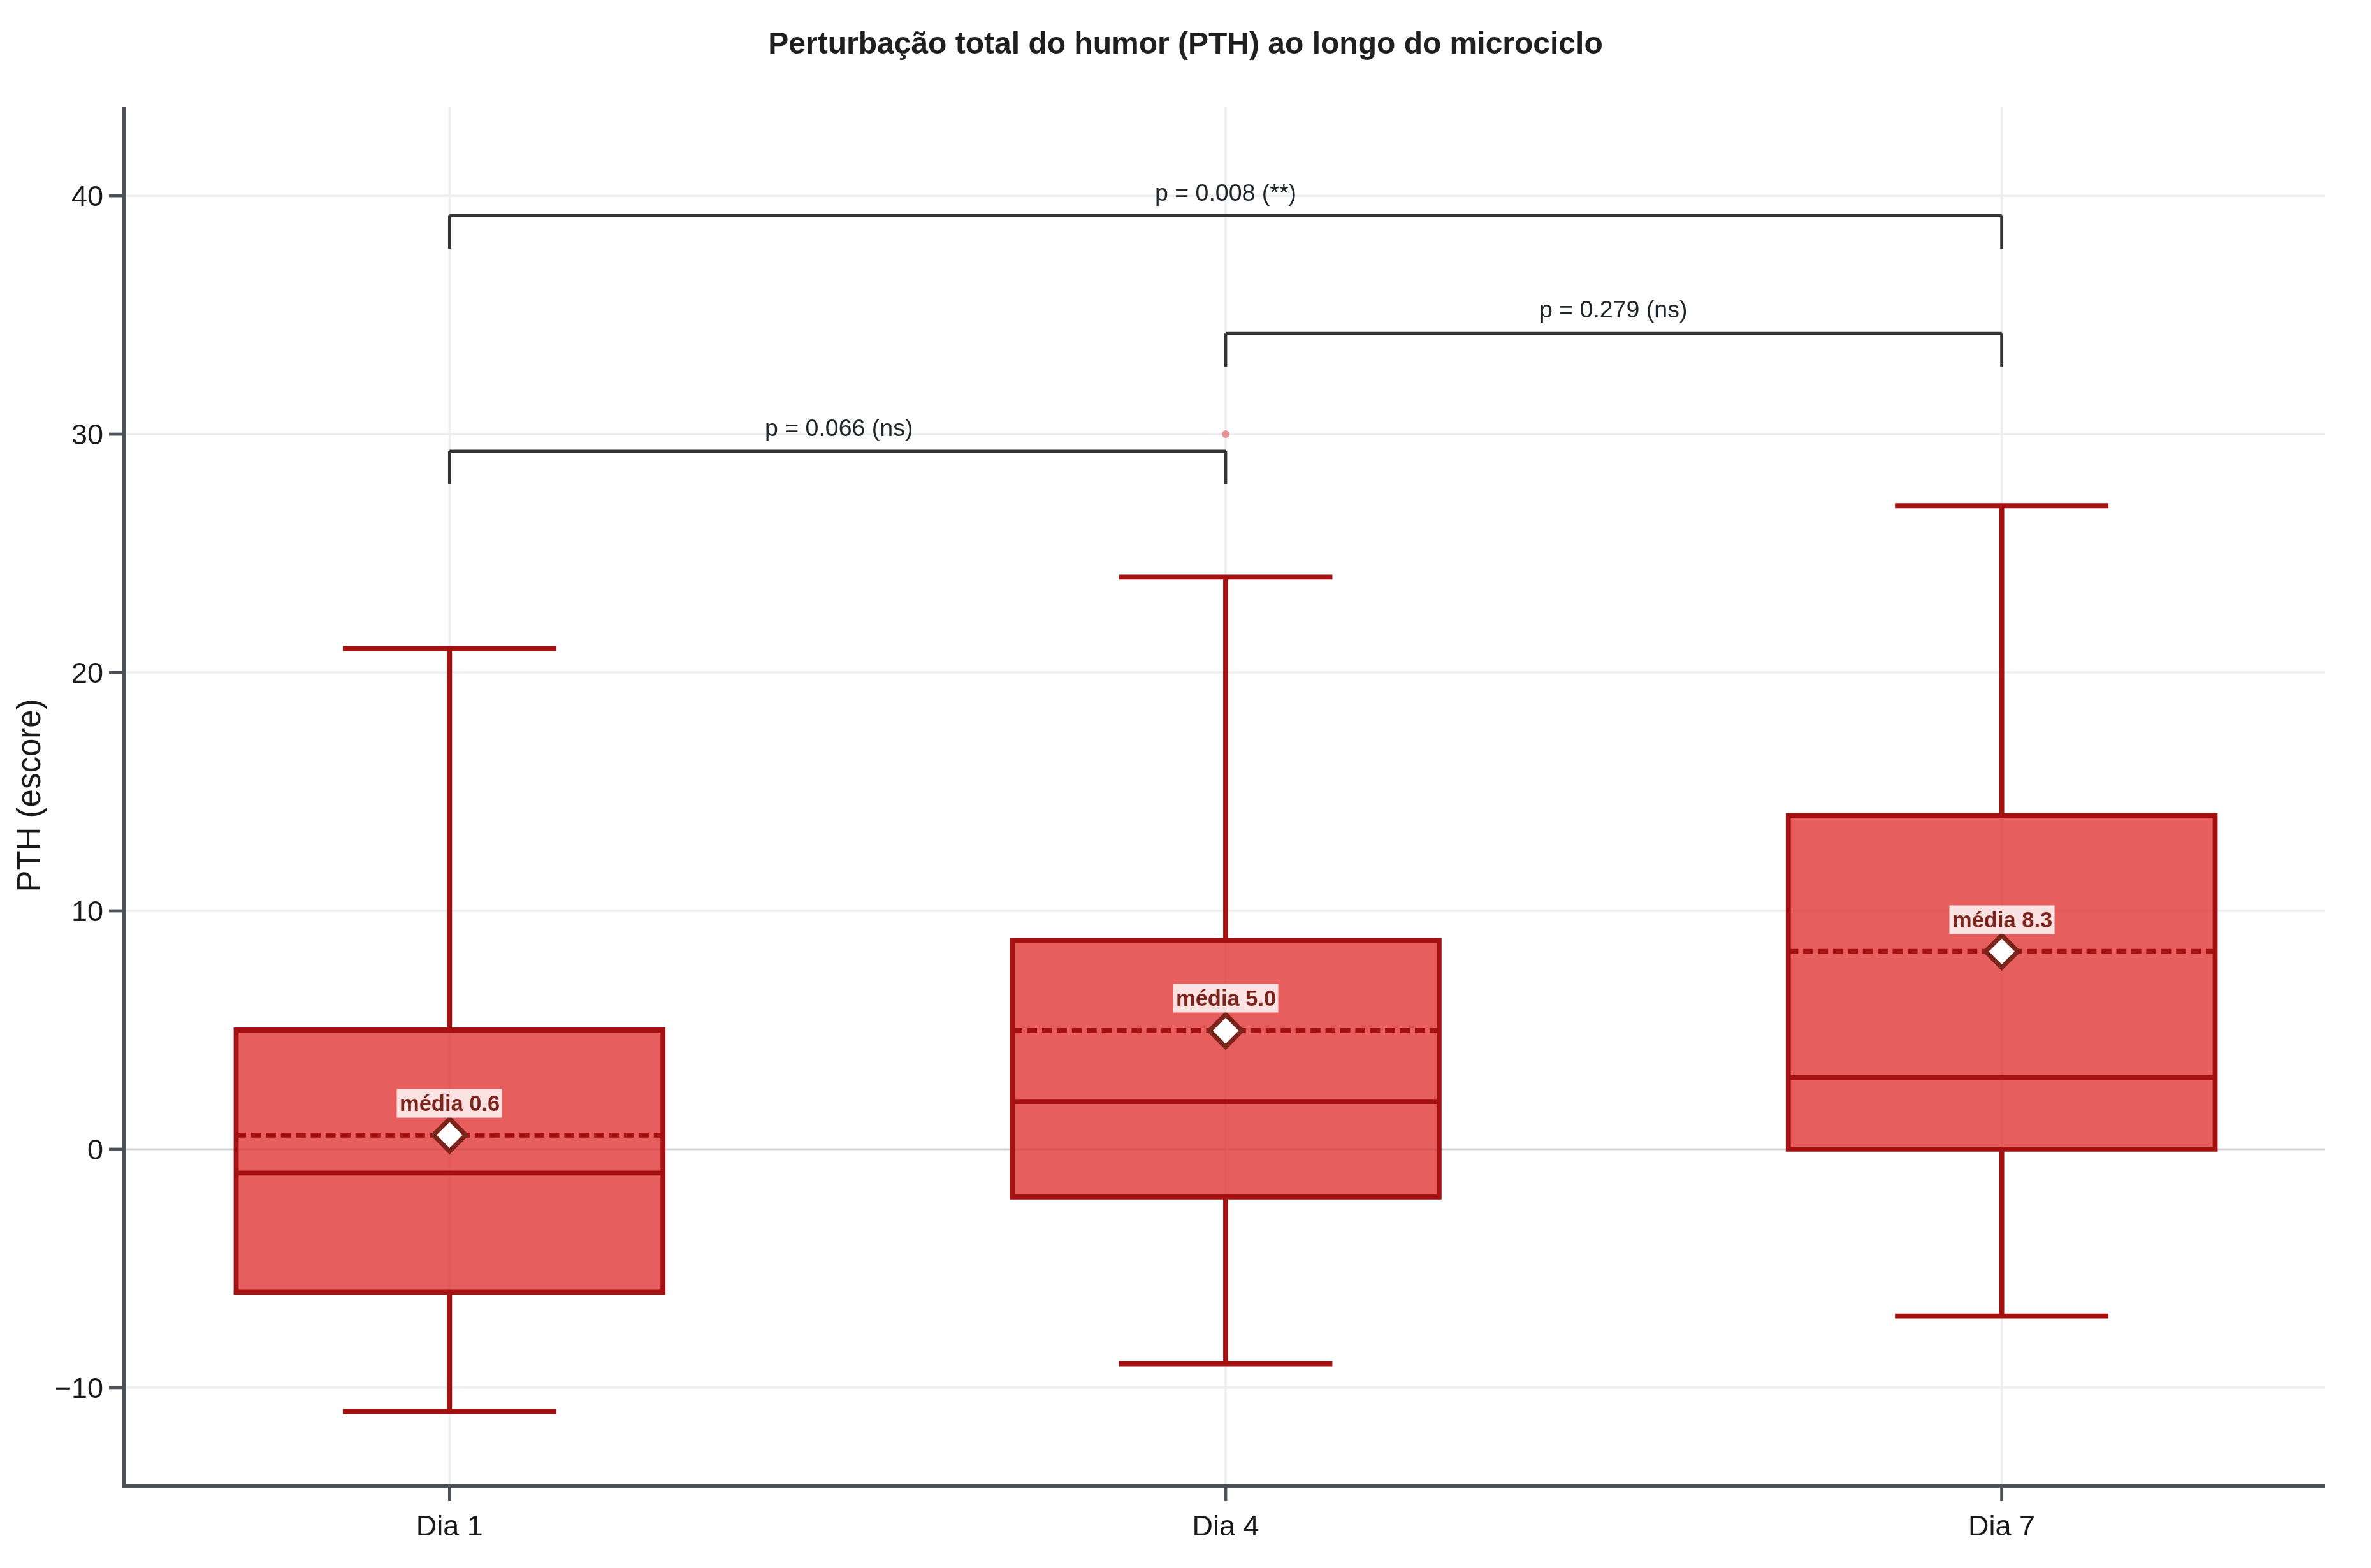 Perturbação total do humor (PTH) ao longo do microciclo
PTH (escore)
40
30
20
10
0
−10
p = 0.008 (**)
p = 0.279 (ns)
p = 0.066 (ns)
média 0.6
média 5.0
média 8.3
Dia 1
Dia 4
Dia 7